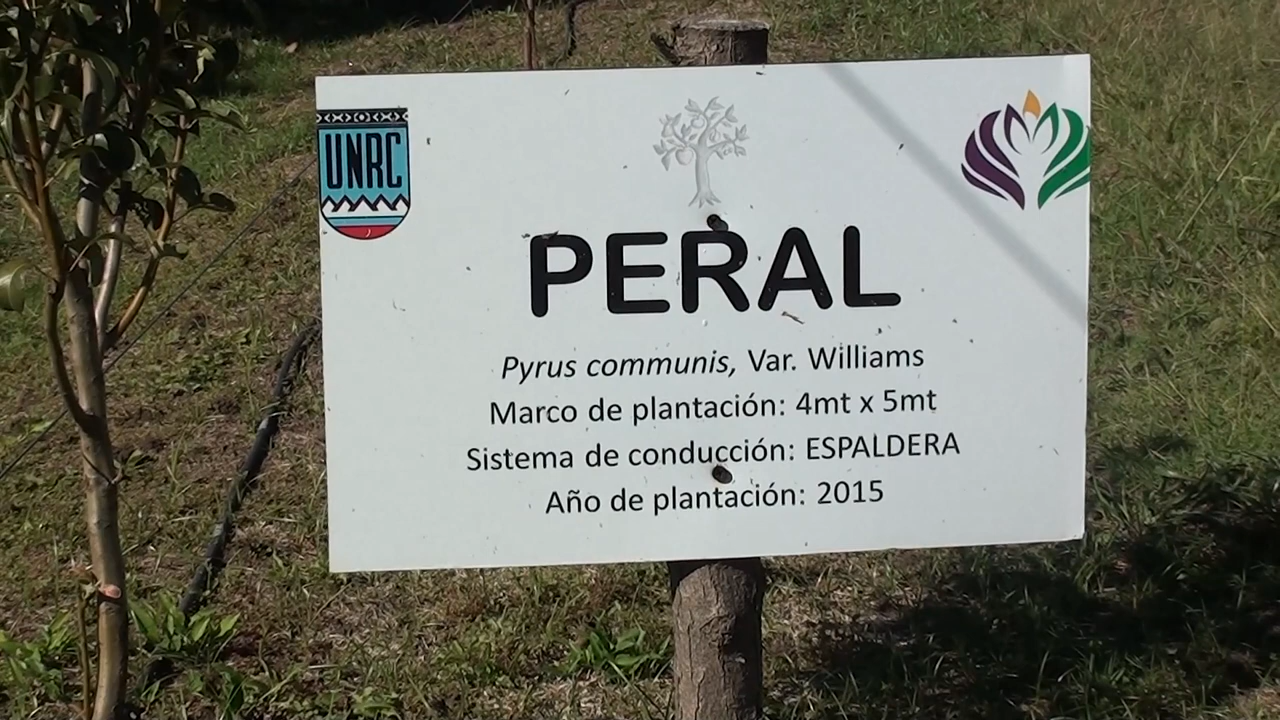 UNRC
PERAL
Pyrus communis, Var. Williams
Marco de plantación: 4mt x 5mt
Sistema de conducción: ESPALDERA
Año de plantación: 2015